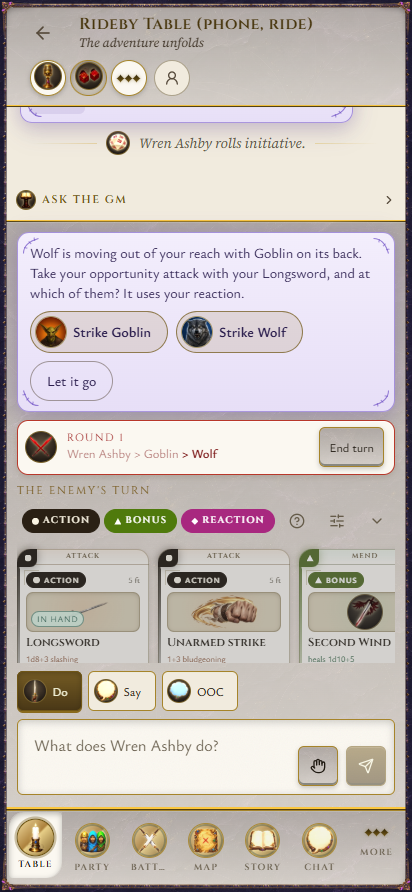 Rideby Table (phone, ride)
The adventure unfolds
Wren Ashby rolls initiative.
ASK THE GM
Wolf is moving out of your reach with Goblin on its back.
Take your opportunity attack with your Longsword, and at
which of them? It uses your reaction.
Strike Goblin
Strike Wolf
Let it go
ROUND 1
Wren Ashby > Goblin > Wolf
End turn
THE ENEMY'S TURN
ACTION
BONUS
REACTION
ATTACK
ACTION
5 ft
IN HAND
Longsword
1d8+3 slashing
ATTACK
ACTION
5 ft
Unarmed strike
1+3 bludgeoning
MEND
BONUS
Second Wind
heals 1d10+5
Do
Say
OOC
What does Wren Ashby do?
TABLE
PARTY
BATT...
MAP
STORY
CHAT
MORE